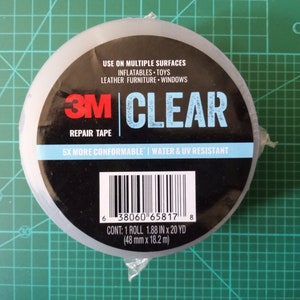 USE ON MULTIPLE SURFACES
INFLATABLES • TOYS
LEATHER FURNITURE • WINDOWS
3M
REPAIR TAPE
CLEAR
5X MORE CONFORMABLE* | WATER & UV RESISTANT
6 38060 65817 8
CONT: 1 ROLL 1.88 IN x 20 YD
(48 mm x 18.2 m)